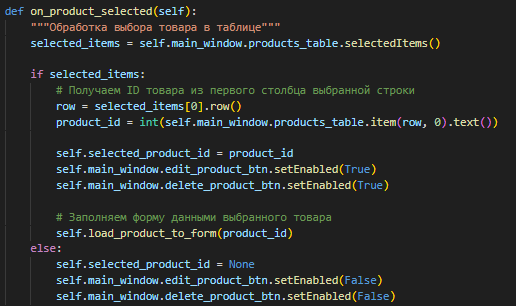 def on_product_selected(self):
    """Обработка выбора товара в таблице"""
    selected_items = self.main_window.products_table.selectedItems()

    if selected_items:
        # Получаем ID товара из первого столбца выбранной строки
        row = selected_items[0].row()
        product_id = int(self.main_window.products_table.item(row, 0).text())

        self.selected_product_id = product_id
        self.main_window.edit_product_btn.setEnabled(True)
        self.main_window.delete_product_btn.setEnabled(True)

        # Заполняем форму данными выбранного товара
        self.load_product_to_form(product_id)
    else:
        self.selected_product_id = None
        self.main_window.edit_product_btn.setEnabled(False)
        self.main_window.delete_product_btn.setEnabled(False)